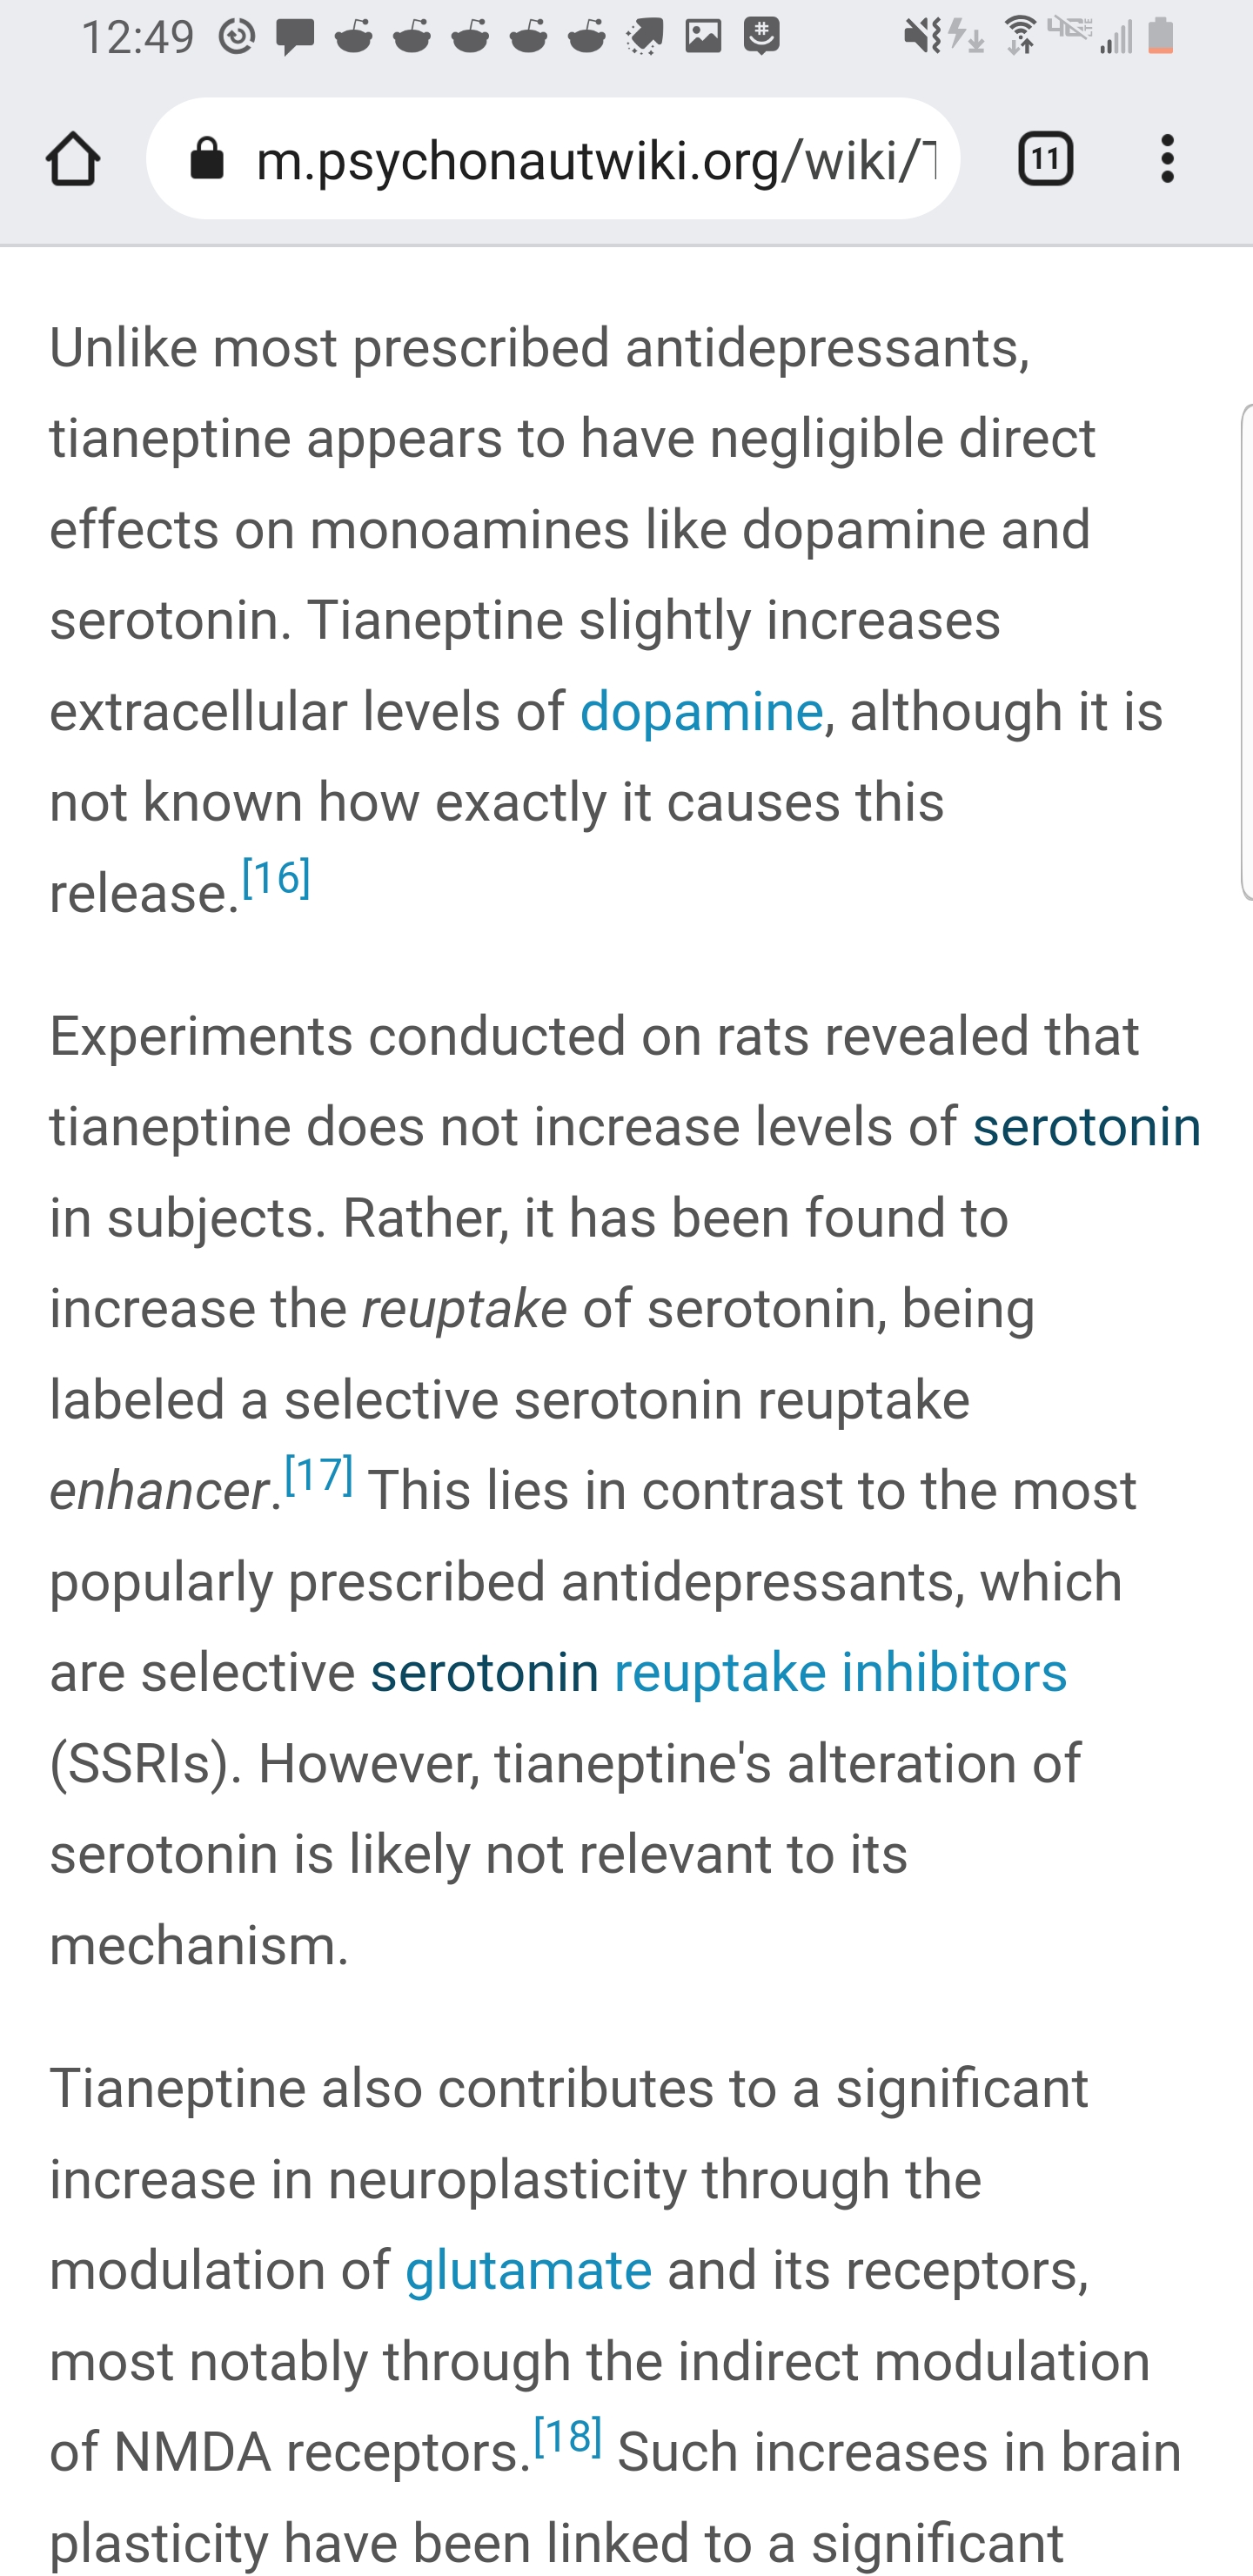 12:49
m.psychonautwiki.org/wiki/
11
Unlike most prescribed antidepressants,
tianeptine appears to have negligible direct
effects on monoamines like dopamine and
serotonin. Tianeptine slightly increases
extracellular levels of dopamine, although it is
not known how exactly it causes this
release.[16]
Experiments conducted on rats revealed that
tianeptine does not increase levels of serotonin
in subjects. Rather, it has been found to
increase the reuptake of serotonin, being
labeled a selective serotonin reuptake
enhancer.[17] This lies in contrast to the most
popularly prescribed antidepressants, which
are selective serotonin reuptake inhibitors
(SSRIs). However, tianeptine's alteration of
serotonin is likely not relevant to its
mechanism.
Tianeptine also contributes to a significant
increase in neuroplasticity through the
modulation of glutamate and its receptors,
most notably through the indirect modulation
of NMDA receptors.[18] Such increases in brain
plasticity have been linked to a significant